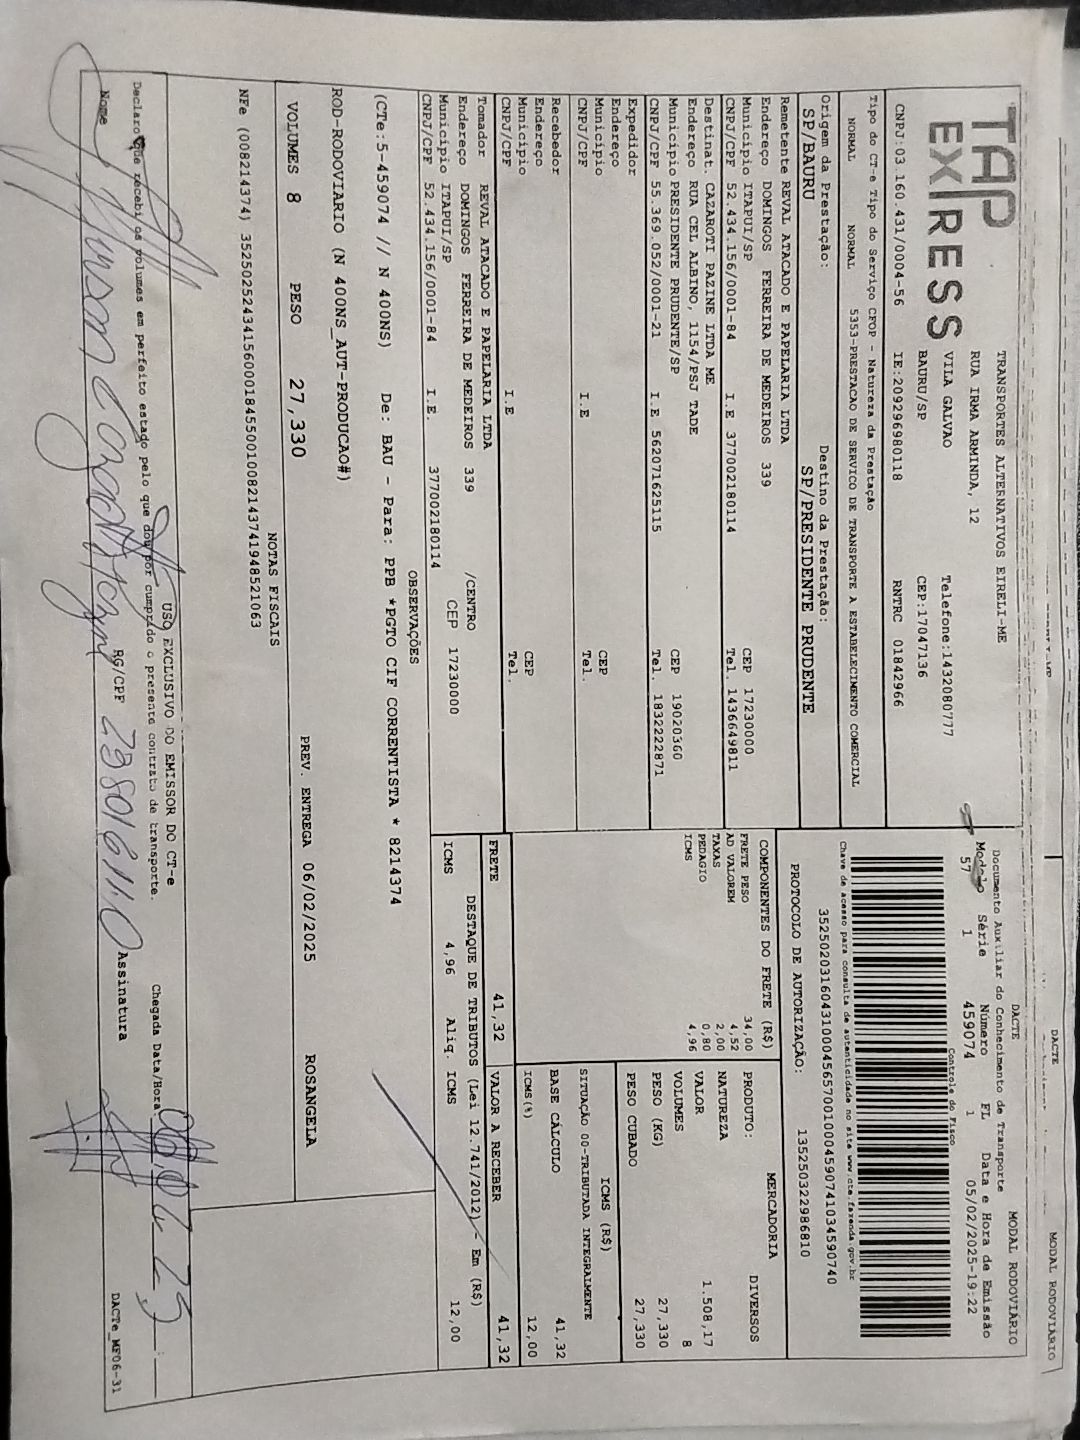 TAP EXPRESS
TRANSPORTES ALTERNATIVOS EIRELI-ME
RUA IRMA ARMINDA, 12
VILA GALVAO Telefone:1432080777
BAURU/SP CEP:17047136
CNPJ:03.160.431/0004-56 IE:209296980118 RNTRC 01842966
DACTE MODAL RODOVIÁRIO
Documento Auxiliar do Conhecimento de Transporte
Modelo Série Número FL Data e Hora de Emissão
57 1 459074 1 05/02/2025-19:22
Controle do Fisco
Chave de acesso para consulta de autenticidade no site www.cte.fazenda.gov.br
35250203160431000456570010004590741034590740
PROTOCOLO DE AUTORIZAÇÃO: 135250322986810
Tipo do CT-e Tipo do Serviço CFOP - Natureza da Prestação
NORMAL NORMAL 5353-PRESTACAO DE SERVICO DE TRANSPORTE A ESTABELECIMENTO COMERCIAL
Origem da Prestação: Destino da Prestação:
SP/BAURU SP/PRESIDENTE PRUDENTE
Remetente REVAL ATACADO E PAPELARIA LTDA
Endereço DOMINGOS FERREIRA DE MEDEIROS 339
Município ITAPUI/SP CEP 17230000
CNPJ/CPF 52.434.156/0001-84 I.E. 377002180114 Tel. 1436649811
Destinat. CAZAROTI PAZINE LTDA ME
Endereço RUA CEL ALBINO, 1154/PSJ TADE
Município PRESIDENTE PRUDENTE/SP CEP 19020360
CNPJ/CPF 55.369.052/0001-21 I.E 562071625115 Tel. 1832222871
Expedidor
Endereço
Município CEP
CNPJ/CPF I.E Tel.
Recebedor
Endereço
Município CEP
CNPJ/CPF I.E Tel.
Tomador REVAL ATACADO E PAPELARIA LTDA
Endereço DOMINGOS FERREIRA DE MEDEIROS 339 /CENTRO
Município ITAPUI/SP CEP 17230000
CNPJ/CPF 52.434.156/0001-84 I.E. 377002180114
COMPONENTES DO FRETE (R$)
FRETE PESO 34,00
AD VALOREM 4,52
TAXAS 2,00
PEDAGIO 0,80
ICMS 4,96
MERCADORIA
PRODUTO: DIVERSOS
NATUREZA
VALOR 1.508,17
VOLUMES 8
PESO (KG) 27,330
PESO CUBADO 27,330
ICMS (R$)
SITUAÇÃO 00-TRIBUTADA INTEGRALMENTE
BASE CÁLCULO 41,32
ICMS(%) 12,00
FRETE 41,32 VALOR A RECEBER 41,32
DESTAQUE DE TRIBUTOS (Lei 12.741/2012) - Em (R$)
ICMS 4,96 Aliq. ICMS 12,00
OBSERVAÇÕES
(CTe:5-459074 // N 400NS) De: BAU - Para: PPB *PGTO CIF CORRENTISTA * 8214374
ROD-RODOVIARIO (N 400NS_AUT-PRODUCAO#)
VOLUMES 8 PESO 27,330 PREV. ENTREGA 06/02/2025 ROSANGELA
NOTAS FISCAIS
NFe (008214374) 35250252434156000184550010082143741948521063
USO EXCLUSIVO DO EMISSOR DO CT-e
Declaro que recebi os volumes em perfeito estado pelo que dou por cumprido o presente contrato de transporte.
Chegada Data/Hora
Nome RG/CPF Assinatura
DACTe_MF06-31
DACTE MODAL RODOVIÁRIO